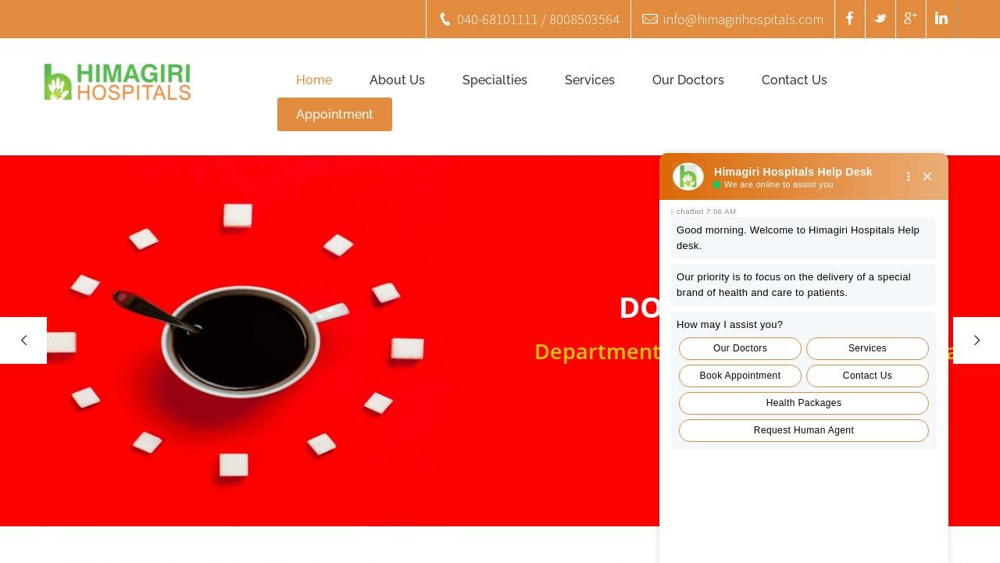 040-68101111 / 8008503564
info@himagirihospitals.com
HIMAGIRI
HOSPITALS
Home
About Us
Specialties
Services
Our Doctors
Contact Us
Appointment
Himagiri Hospitals Help Desk
We are online to assist you
chatbot 7:06 AM
Good morning. Welcome to Himagiri Hospitals Help
desk.
Our priority is to focus on the delivery of a special
brand of health and care to patients.
How may I assist you?
Our Doctors
Services
Book Appointment
Contact Us
Health Packages
Request Human Agent
DO
Department